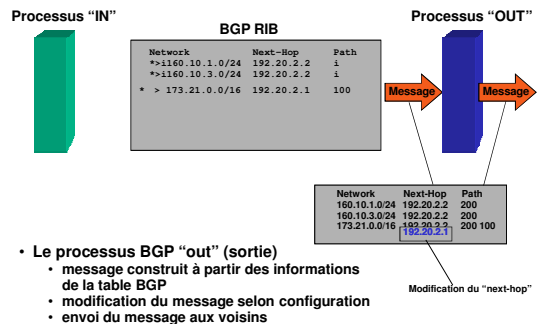 Processus “IN”
BGP RIB
Processus “OUT”
Network Next-Hop Path
*>i160.10.1.0/24 192.20.2.2 i
*>i160.10.3.0/24 192.20.2.2 i
* > 173.21.0.0/16 192.20.2.1 100
Message
Message
Network Next-Hop Path
160.10.1.0/24 192.20.2.2 200
160.10.3.0/24 192.20.2.2 200
173.21.0.0/16 192.20.2.2 200 100
192.20.2.1
Modification du “next-hop”
• Le processus BGP “out” (sortie)
• message construit à partir des informations
de la table BGP
• modification du message selon configuration
• envoi du message aux voisins